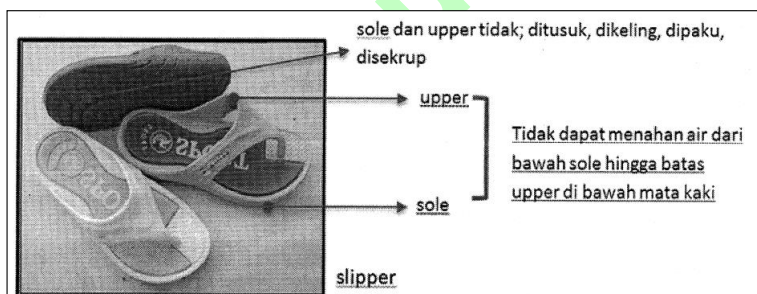 sole dan upper tidak; ditusuk, dikeling, dipaku,
disekrup
upper
Tidak dapat menahan air dari
bawah sole hingga batas
upper di bawah mata kaki
sole
slipper